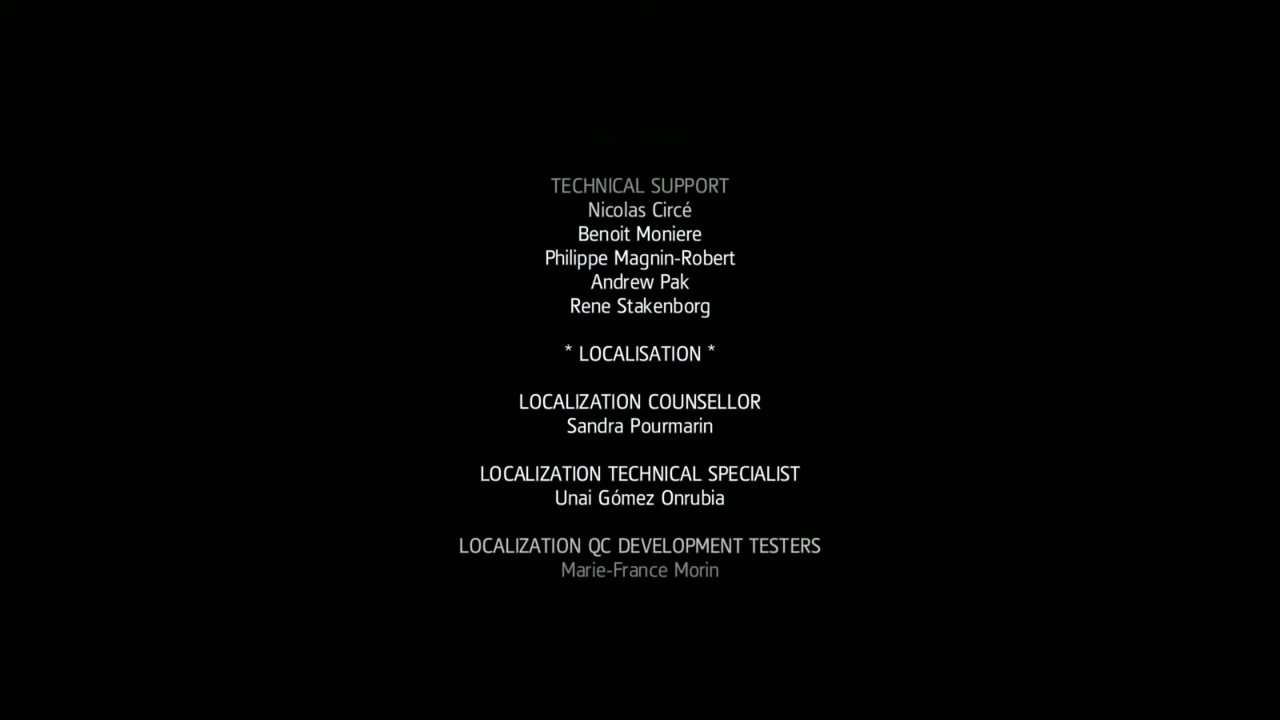 TECHNICAL SUPPORT
Nicolas Circé
Benoit Moniere
Philippe Magnin-Robert
Andrew Pak
Rene Stakenborg
* LOCALISATION *
LOCALIZATION COUNSELLOR
Sandra Pourmarin
LOCALIZATION TECHNICAL SPECIALIST
Unai Gómez Onrubia
LOCALIZATION QC DEVELOPMENT TESTERS
Marie-France Morin